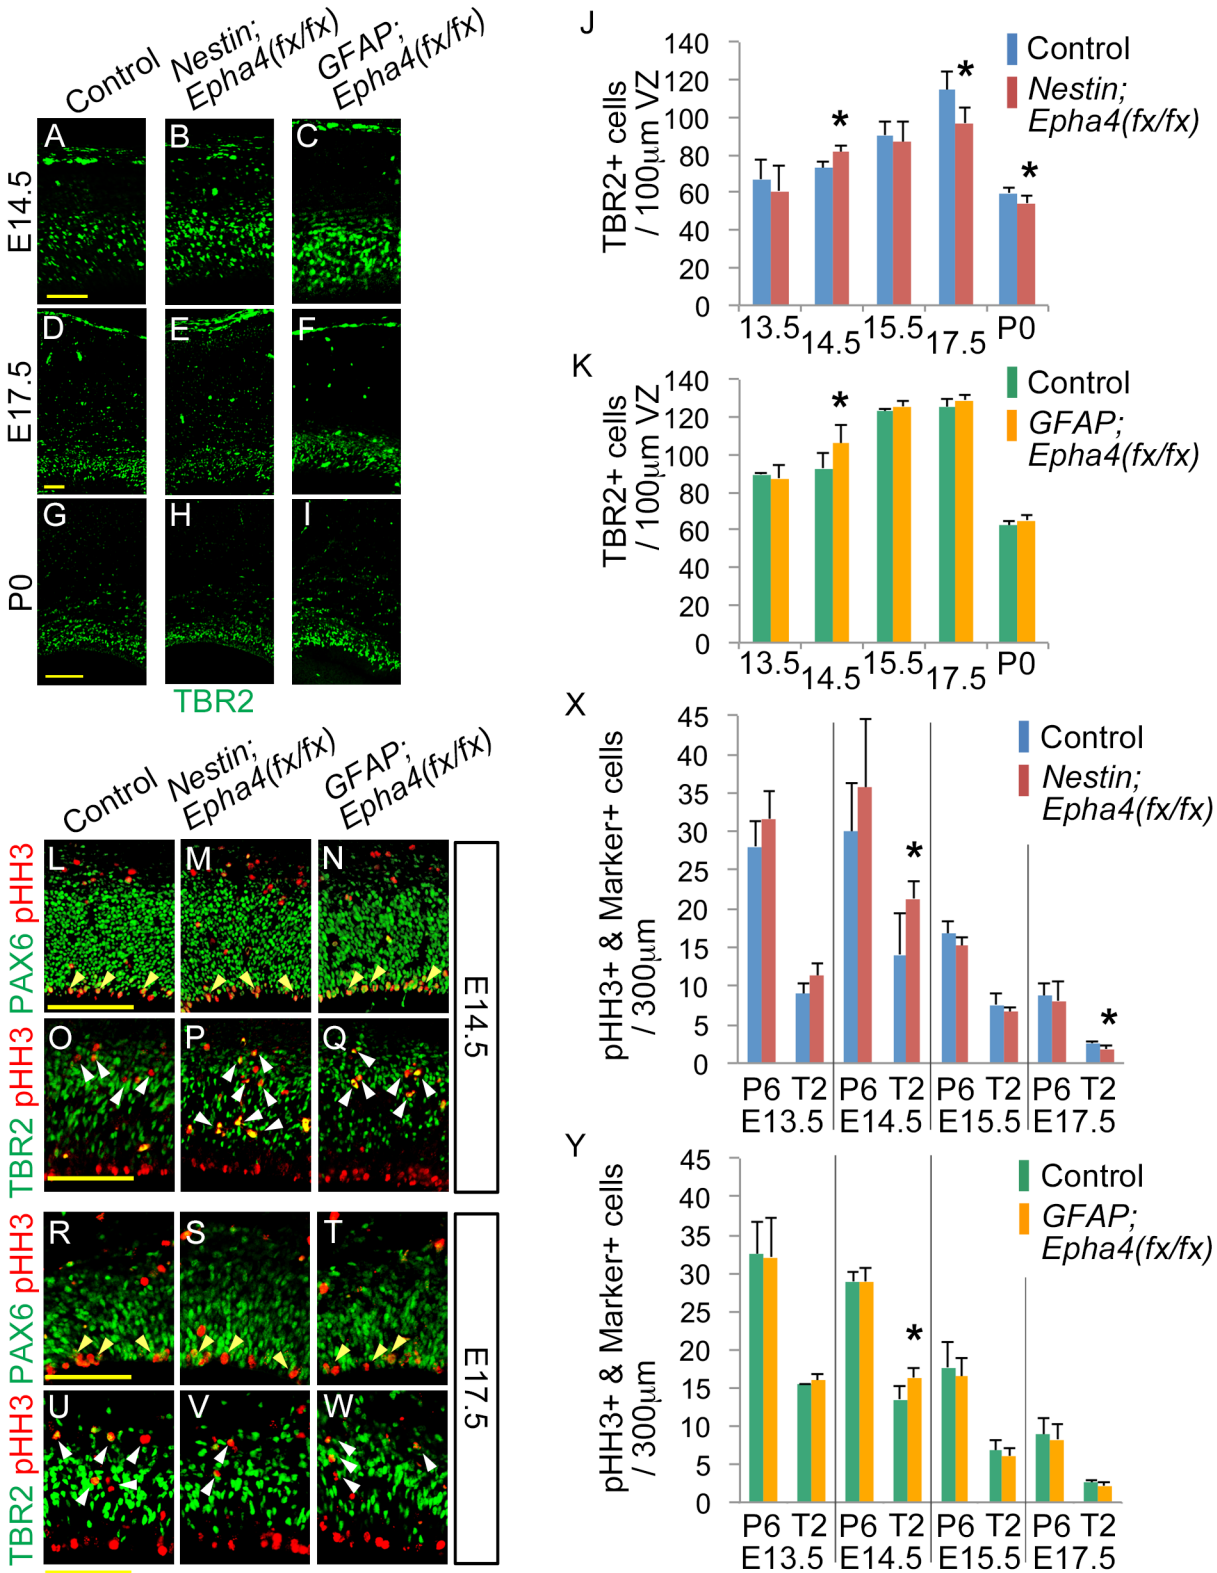 Control
Nestin;
Epha4(fx/fx)
GFAP;
Epha4(fx/fx)
E14.5
A
B
C
E17.5
D
E
F
P0
G
H
I
TBR2
J
TBR2+ cells
/ 100µm VZ
140
120
100
80
60
40
20
0
13.5
14.5
15.5
17.5
P0
*
*
*
Control
Nestin;
Epha4(fx/fx)
K
TBR2+ cells
/ 100µm VZ
140
120
100
80
60
40
20
0
13.5
14.5
15.5
17.5
P0
*
Control
GFAP;
Epha4(fx/fx)
Control
Nestin;
Epha4(fx/fx)
GFAP;
Epha4(fx/fx)
PAX6 pHH3
L
M
N
TBR2 pHH3
O
P
Q
E14.5
PAX6 pHH3
R
S
T
TBR2 pHH3
U
V
W
E17.5
X
pHH3+ & Marker+ cells
/ 300µm
45
40
35
30
25
20
15
10
5
0
*
*
P6 T2 P6 T2 P6 T2 P6 T2
E13.5 E14.5 E15.5 E17.5
Control
Nestin;
Epha4(fx/fx)
Y
pHH3+ & Marker+ cells
/ 300µm
45
40
35
30
25
20
15
10
5
0
*
P6 T2 P6 T2 P6 T2 P6 T2
E13.5 E14.5 E15.5 E17.5
Control
GFAP;
Epha4(fx/fx)